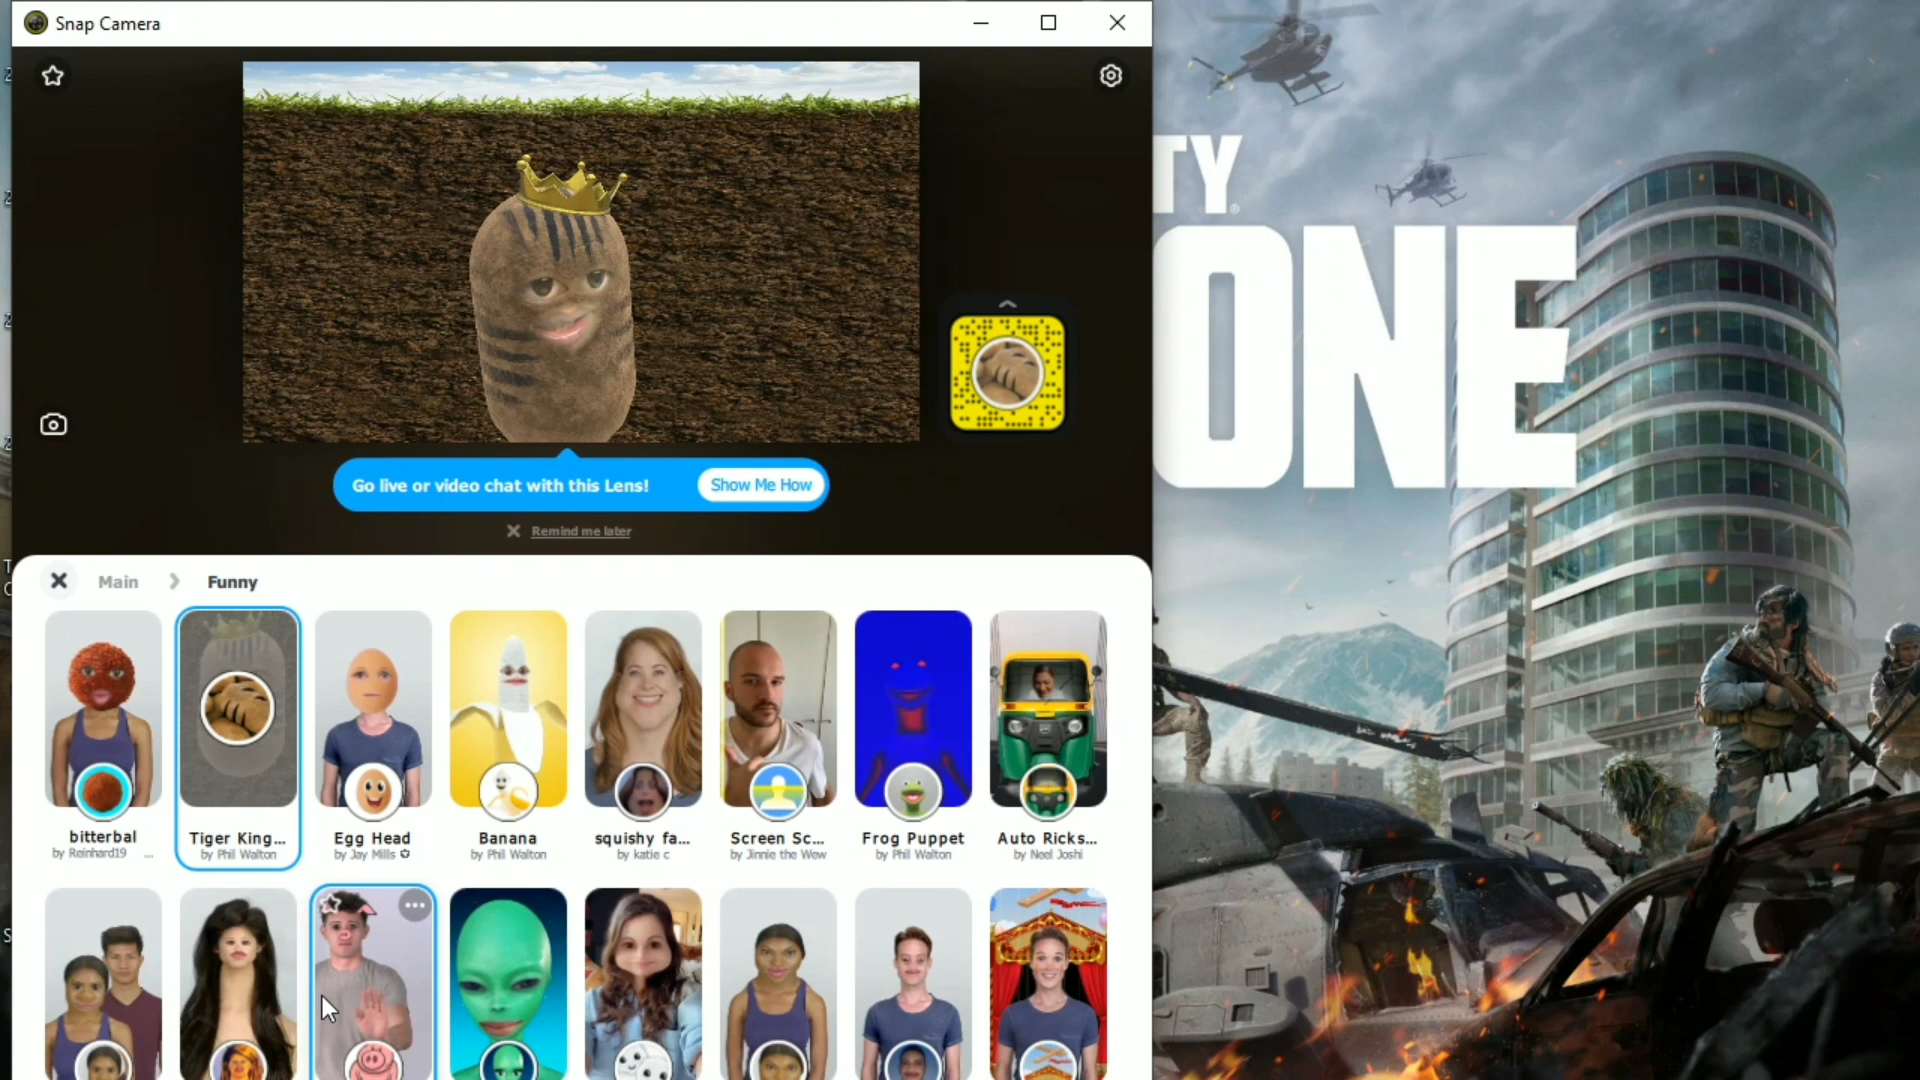 Snap Camera
TY®
ONE
Go live or video chat with this Lens!
Show Me How
Remind me later
Main
Funny
bitterbal
by Reinhard19 ...
Tiger King...
by Phil Walton
Egg Head
by Jay Mills
Banana
by Phil Walton
squishy fa...
by katie c
Screen Sc...
by Jinnie the Wew
Frog Puppet
by Phil Walton
Auto Ricks...
by Neel Joshi